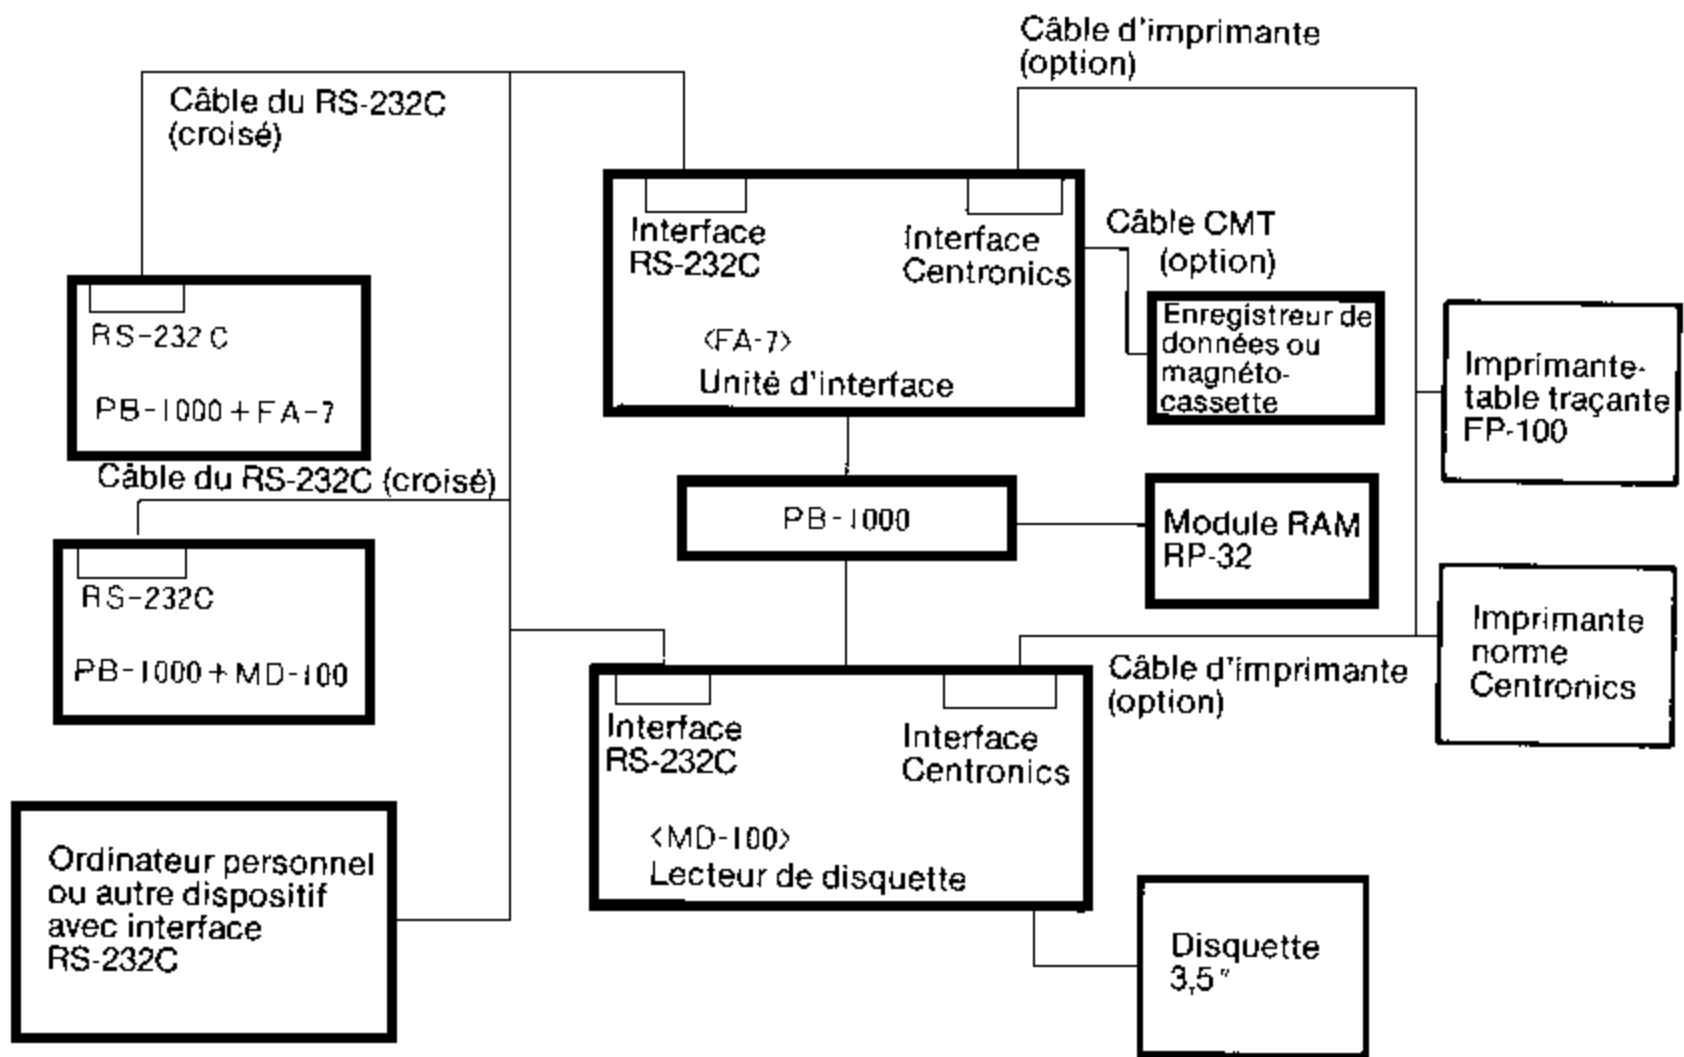 Câble d'imprimante
(option)
Câble du RS-232C
(croisé)
Interface
RS-232C
Interface
Centronics
<FA-7>
Unité d'interface
Câble CMT
(option)
RS-232C
PB-1000+FA-7
Enregistreur de
données ou
magnéto-
cassette
Imprimante-
table traçante
FP-100
Câble du RS-232C (croisé)
PB-1000
Module RAM
RP-32
RS-232C
PB-1000+MD-100
Imprimante
norme
Centronics
Câble d'imprimante
(option)
Interface
RS-232C
Interface
Centronics
<MD-100>
Lecteur de disquette
Ordinateur personnel
ou autre dispositif
avec interface
RS-232C
Disquette
3,5"